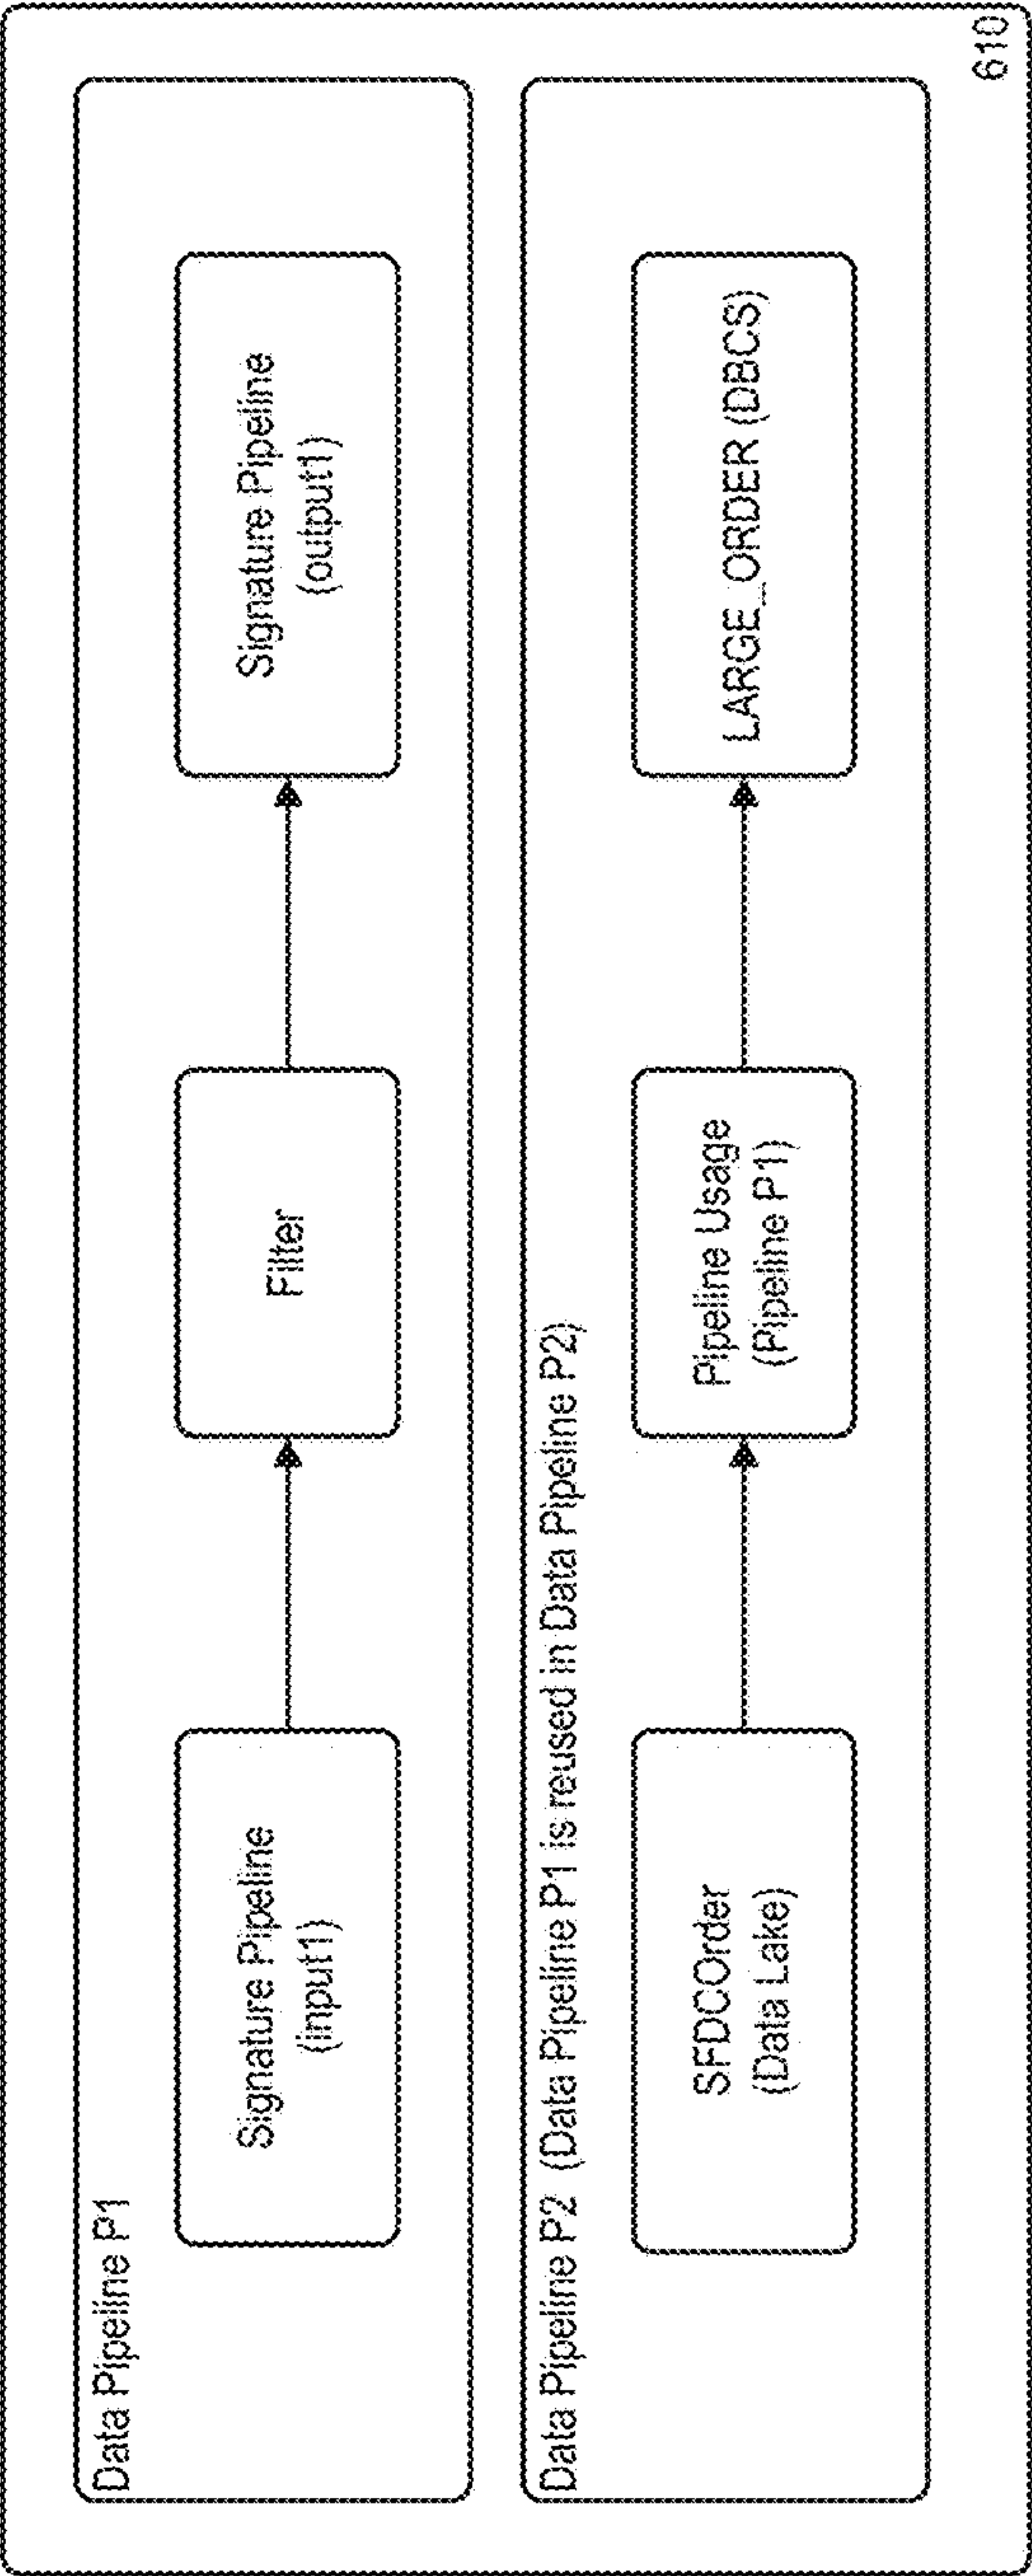 Data Pipeline P1
Signature Pipeline
(input1)
Filter
Signature Pipeline
(output1)
Data Pipeline P2 (Data Pipeline P1 is reused in Data Pipeline P2)
SFDCOrder
(Data Lake)
Pipeline Usage
(Pipeline P1)
LARGE_ORDER (DBCS)
610